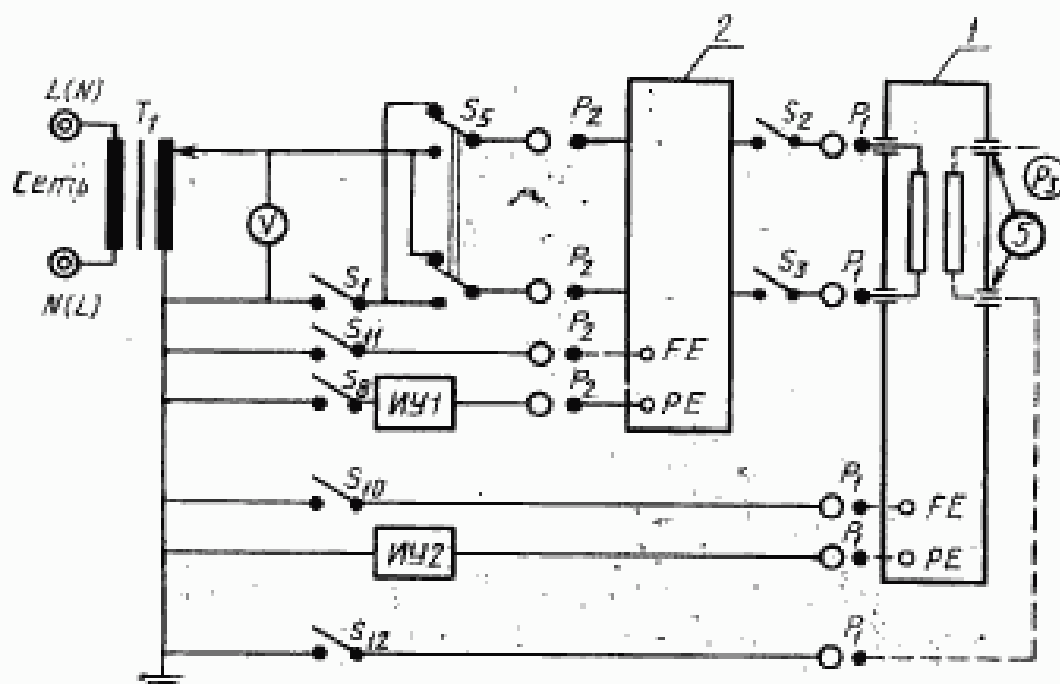 2 1
L(N) T₁ S₅ P₂ S₂ P₁
Сеть V P₅
5
N(L) S₁ P₂ S₃ P₁
S₁₁ P₂ FE
S₈ ИУ1 P₂ PE
S₁₀ P₁ FE
ИУ2 P₁ PE
S₁₂ P₁